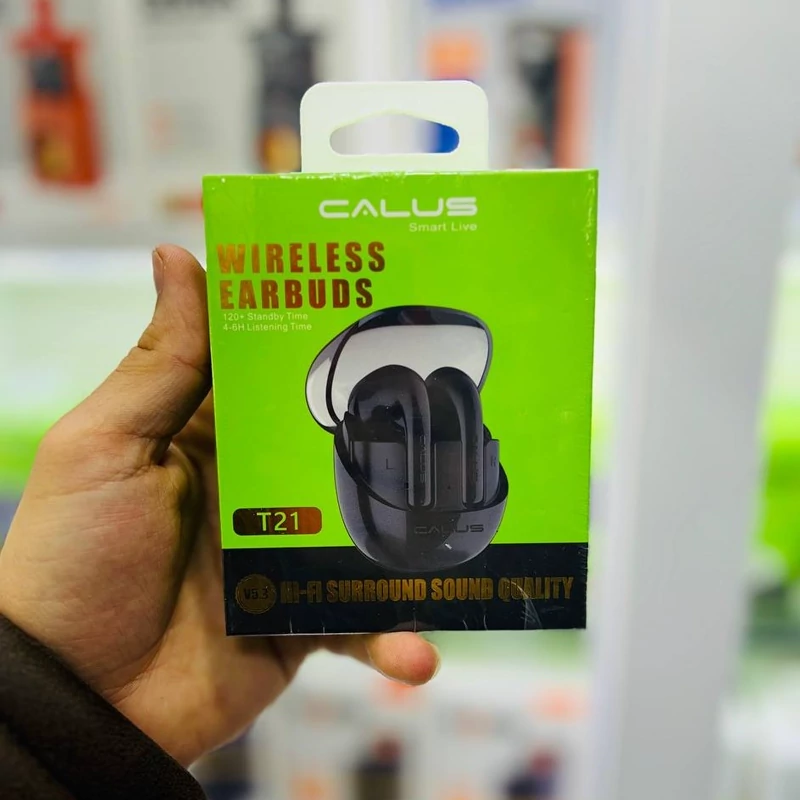 CALUS
Smart Live
WIRELESS
EARBUDS
120+ Standby Time
4-6H Listening Time
L
R
CALUS
T21
V5.3
Hi-Fi SURROUND SOUND QUALITY